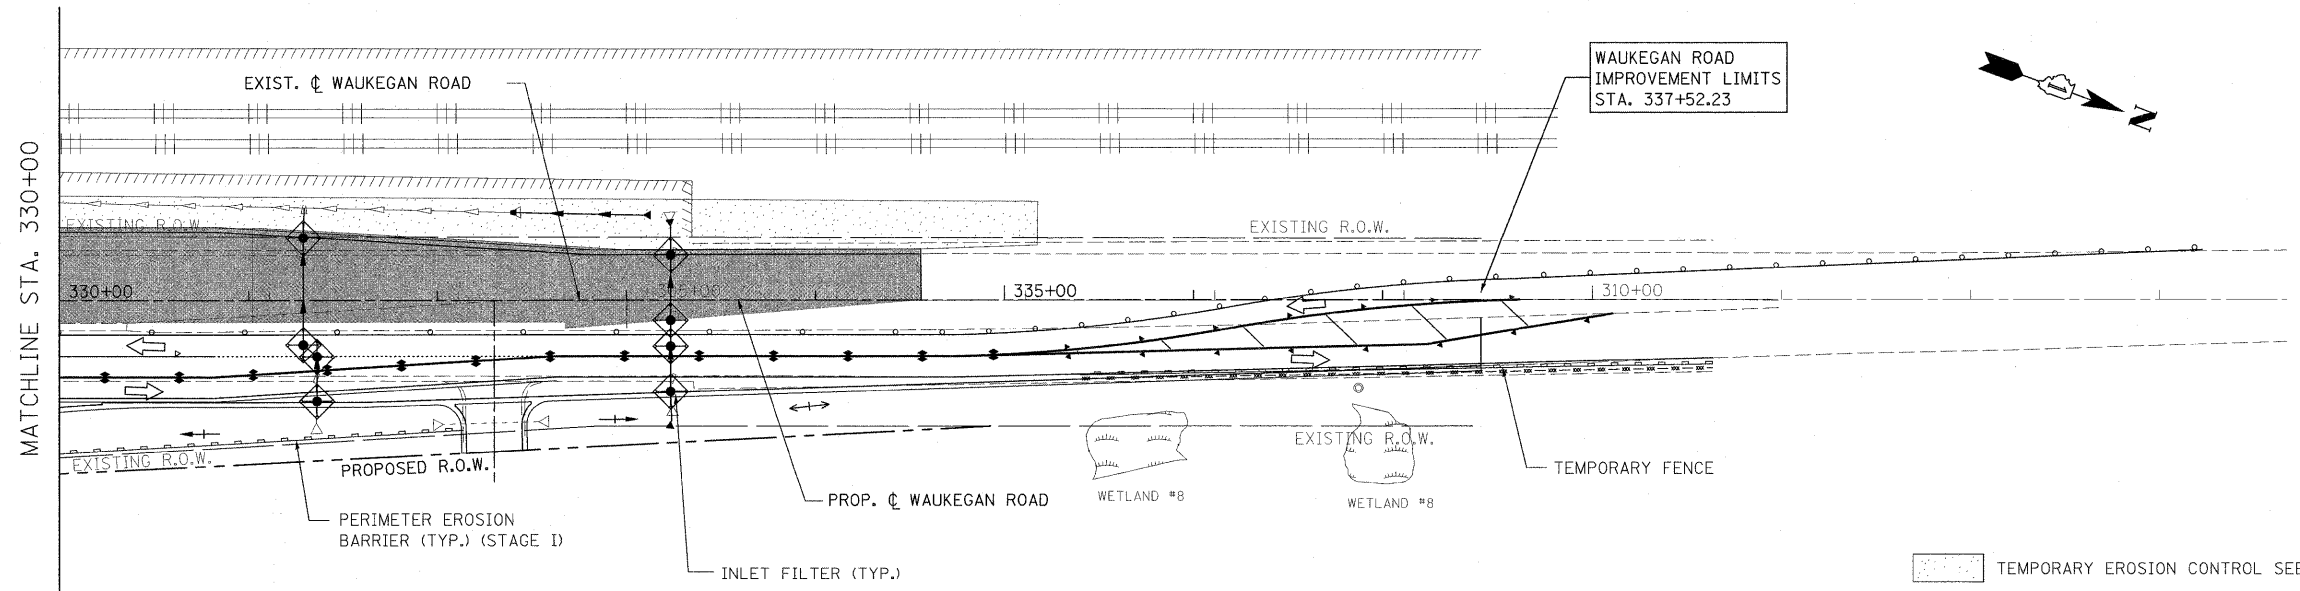 EXIST. ℄ WAUKEGAN ROAD
WAUKEGAN ROAD
IMPROVEMENT LIMITS
STA. 337+52.23
N
MATCHLINE STA. 330+00
EXISTING R.O.W.
EXISTING R.O.W.
330+00
335+00
310+00
EXISTING R.O.W.
EXISTING R.O.W.
PROPOSED R.O.W.
TEMPORARY FENCE
PROP. ℄ WAUKEGAN ROAD
WETLAND #8
WETLAND #8
PERIMETER EROSION
BARRIER (TYP.) (STAGE I)
INLET FILTER (TYP.)
TEMPORARY EROSION CONTROL